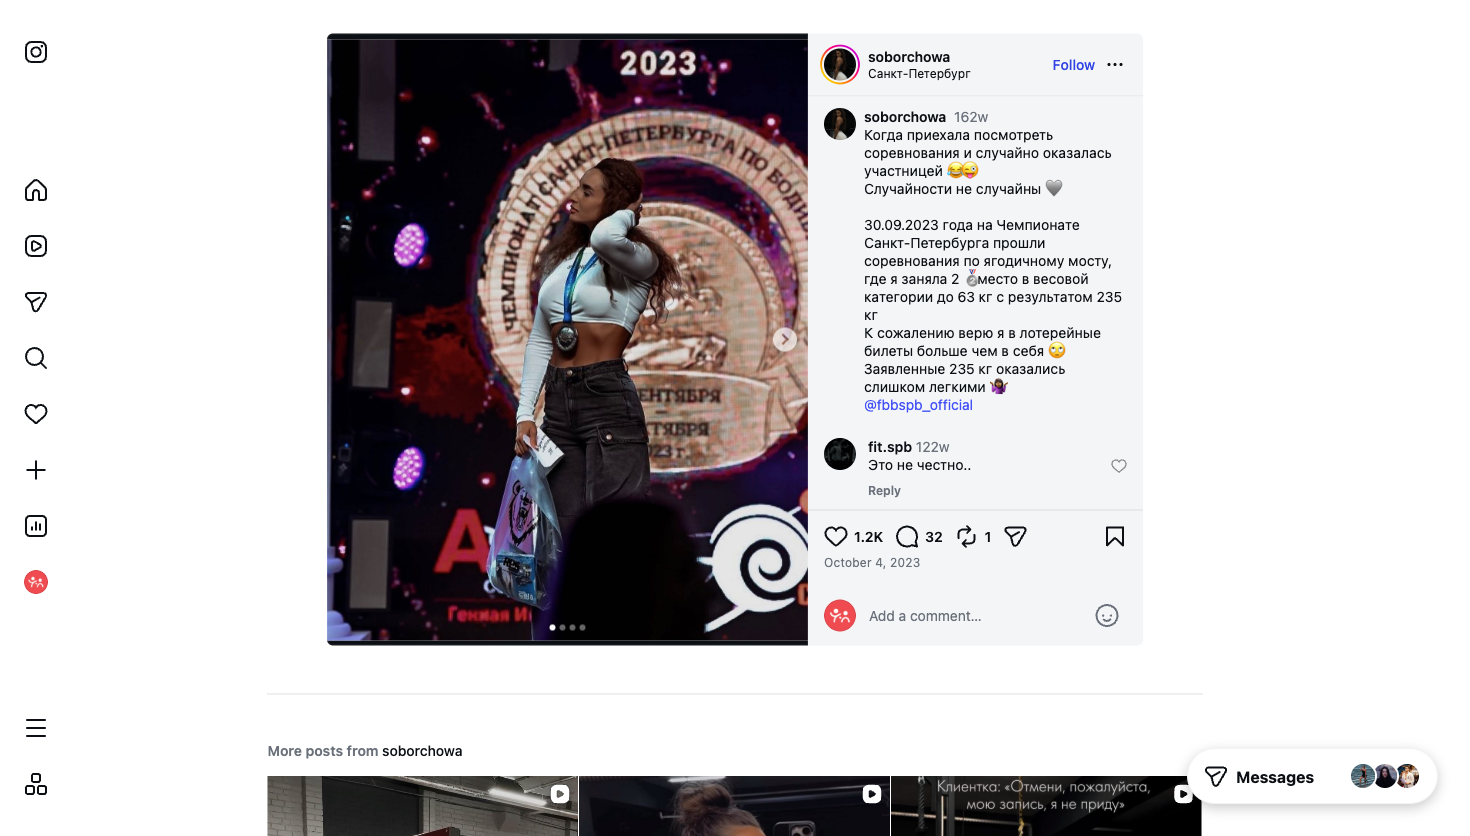 2023
ЧЕМПИОНАТ САНКТ-ПЕТЕРБУРГА ПО БОДИ
ЕНТЯБРЯ
ТЯБРЯ
023 г.
А
Гениая И
soborchowa
Санкт-Петербург
Follow
soborchowa 162w
Когда приехала посмотреть
соревнования и случайно оказалась
участницей 😂😜
Случайности не случайны 🩶
30.09.2023 года на Чемпионате
Санкт-Петербурга прошли
соревнования по ягодичному мосту,
где я заняла 2 🥈место в весовой
категории до 63 кг с результатом 235
кг
К сожалению верю я в лотерейные
билеты больше чем в себя 🙄
Заявленные 235 кг оказались
слишком легкими 🤷🏿‍♀️
@fbbspb_official
fit.spb 122w
Это не честно..
Reply
1.2K 32 1
October 4, 2023
Add a comment...
More posts from soborchowa
Клиентка: «Отмени, пожалуйста,
мою запись, я не приду»
Messages